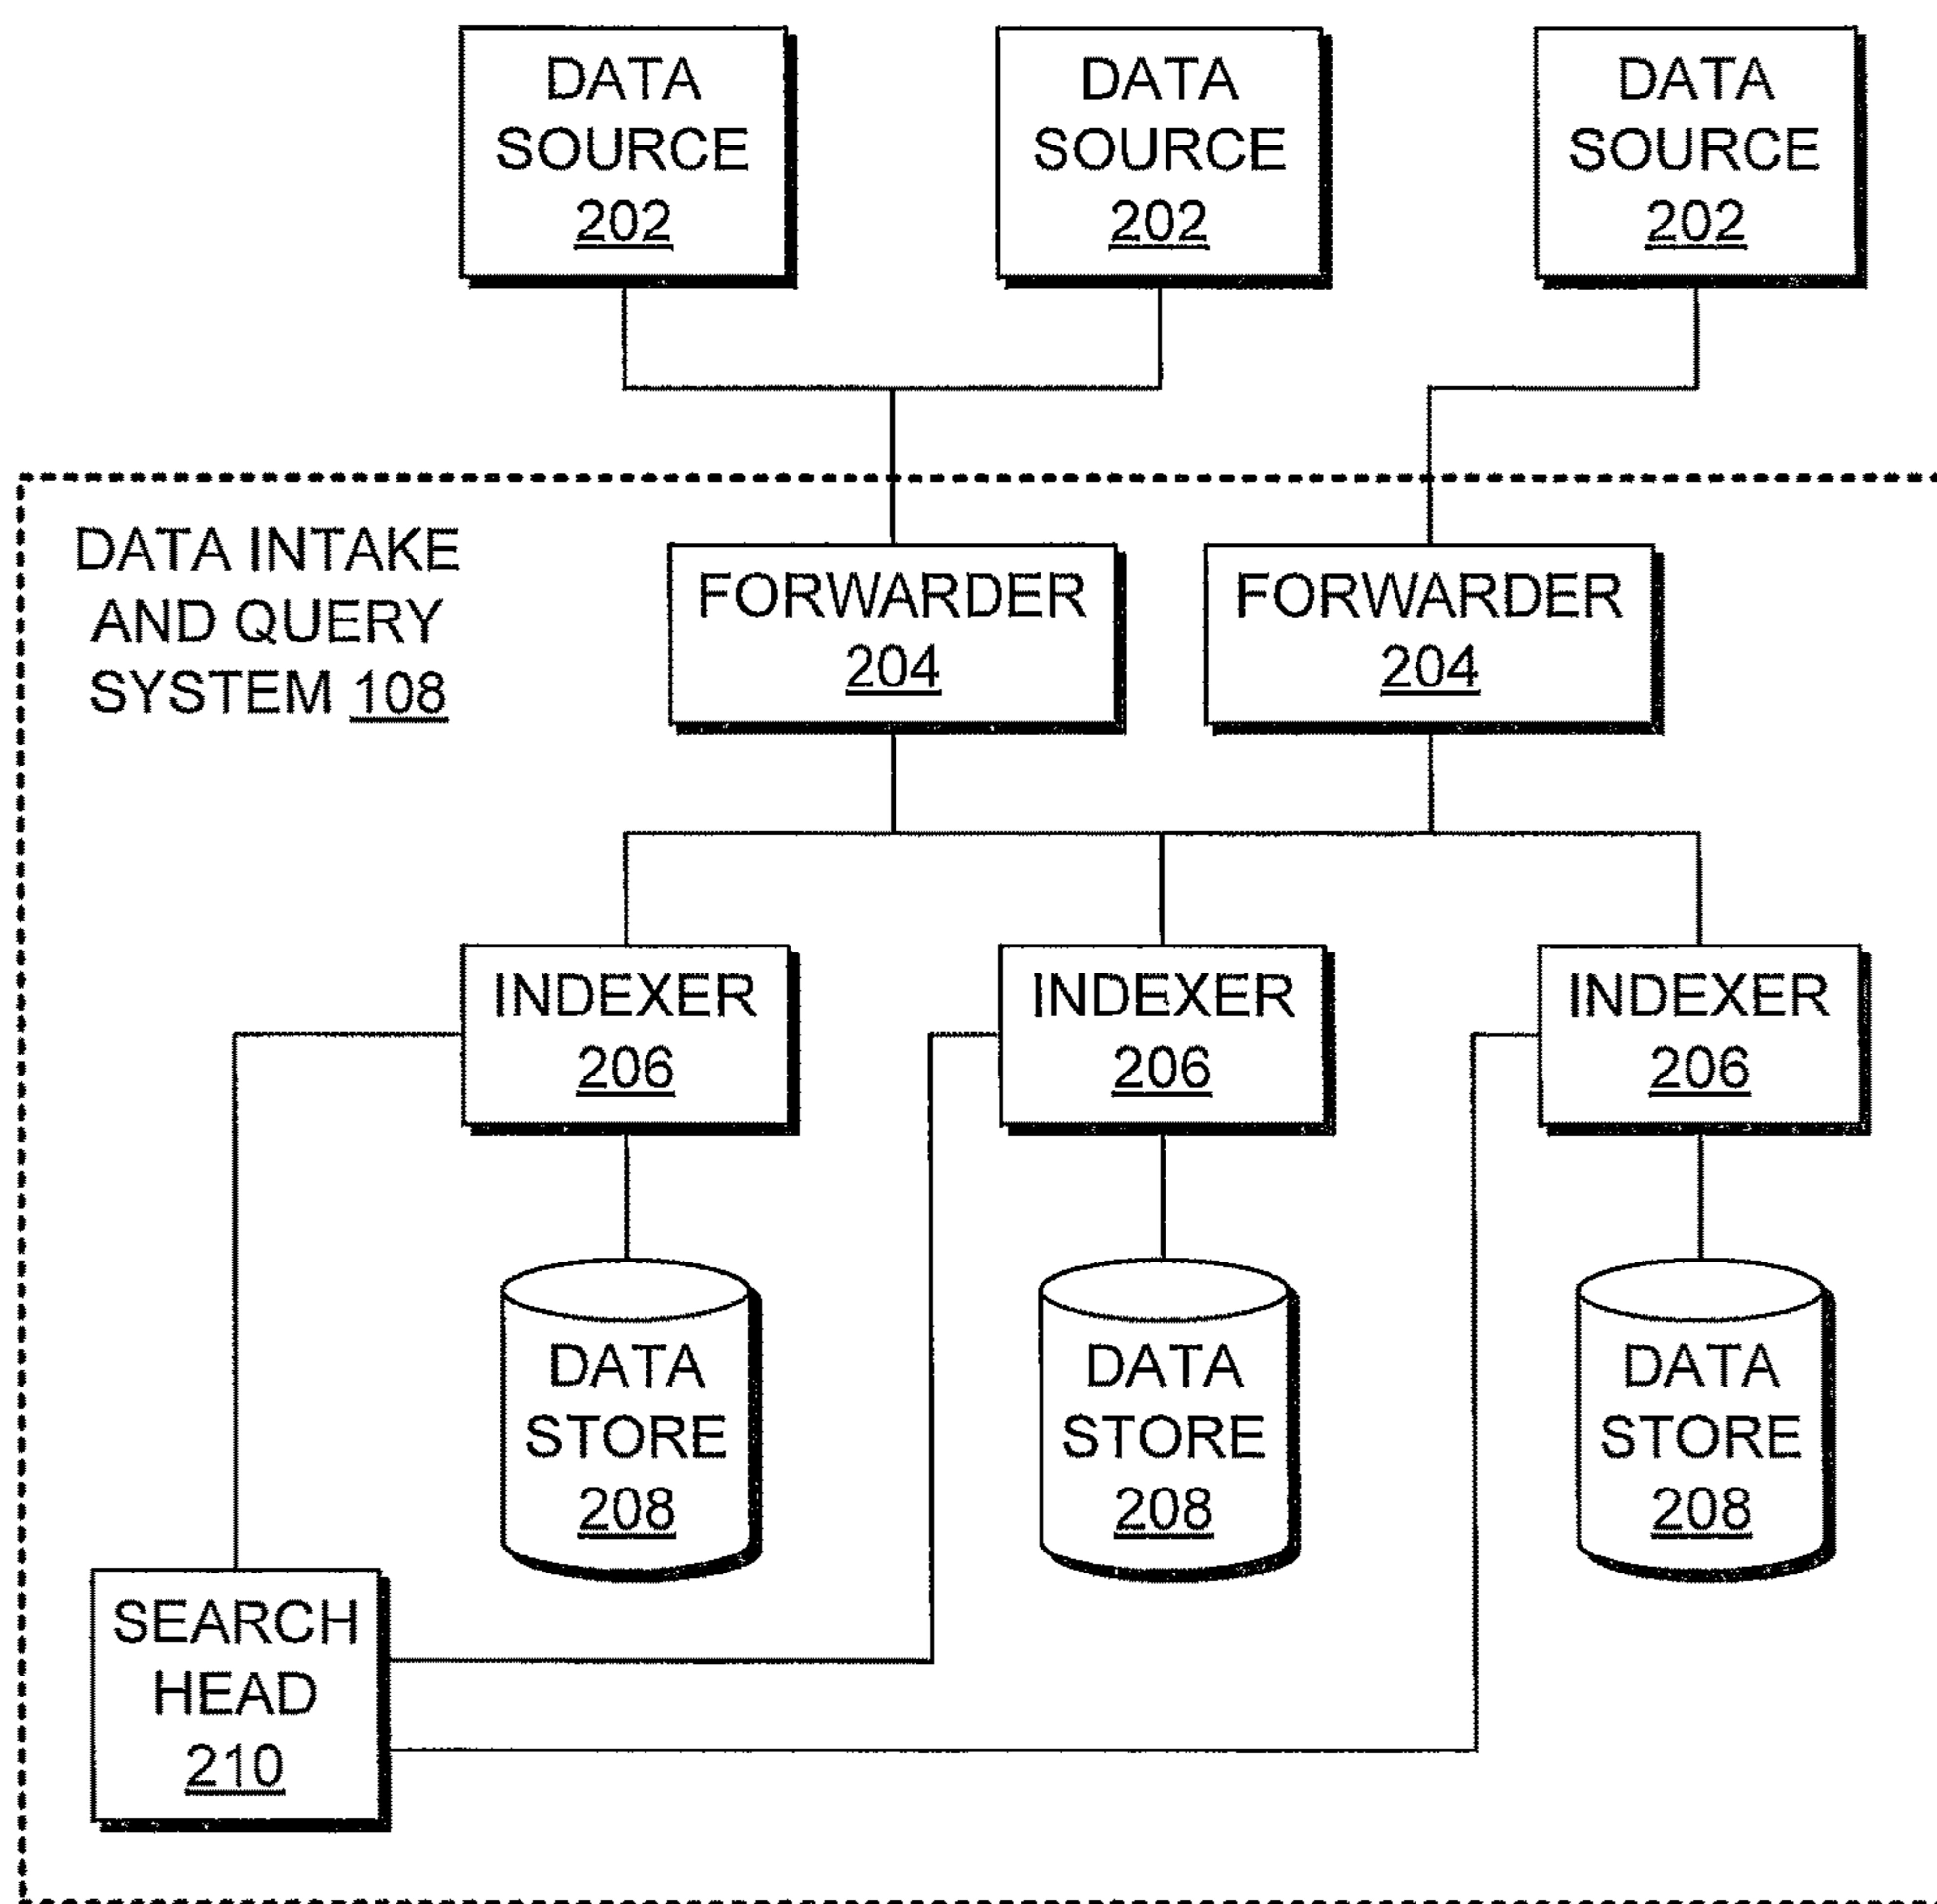 DATA
SOURCE
202
DATA
SOURCE
202
DATA
SOURCE
202
DATA INTAKE
AND QUERY
SYSTEM 108
FORWARDER
204
FORWARDER
204
INDEXER
206
INDEXER
206
INDEXER
206
DATA
STORE
208
DATA
STORE
208
DATA
STORE
208
SEARCH
HEAD
210